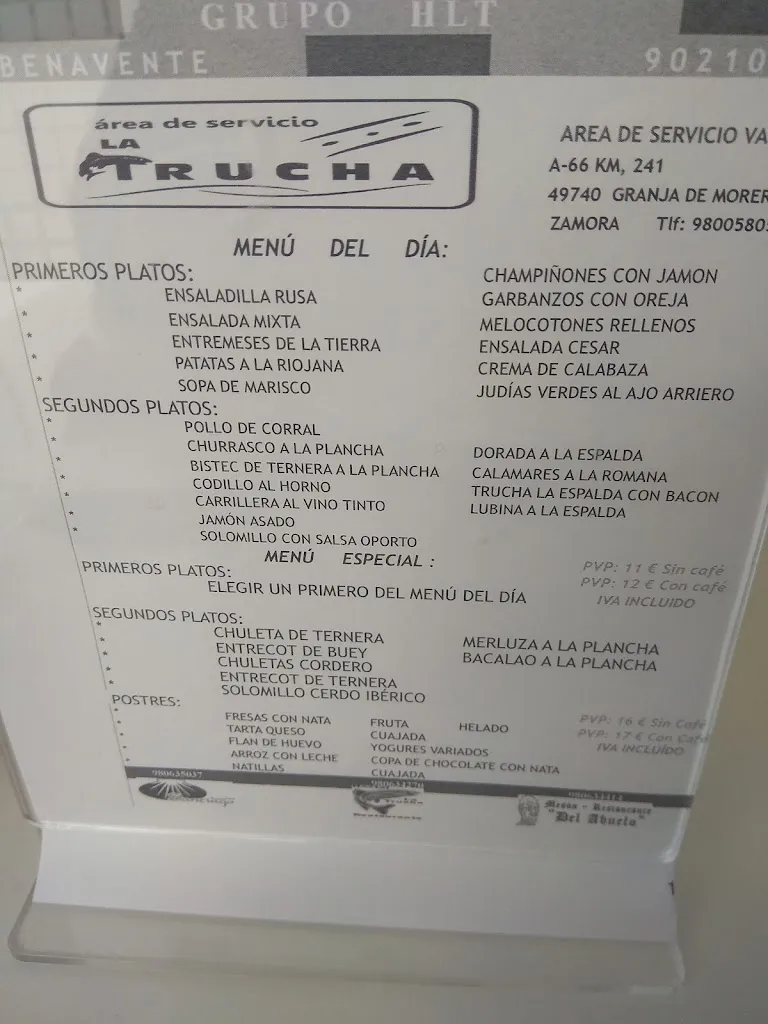 GRUPO HLT
BENAVENTE
90210
área de servicio
LA
TRUCHA
AREA DE SERVICIO VA
A-66 KM, 241
49740 GRANJA DE MORER
ZAMORA Tlf: 9800580
MENÚ DEL DÍA:
PRIMEROS PLATOS:
* ENSALADILLA RUSA
* ENSALADA MIXTA
* ENTREMESES DE LA TIERRA
* PATATAS A LA RIOJANA
* SOPA DE MARISCO
CHAMPIÑONES CON JAMON
GARBANZOS CON OREJA
MELOCOTONES RELLENOS
ENSALADA CESAR
CREMA DE CALABAZA
JUDÍAS VERDES AL AJO ARRIERO
SEGUNDOS PLATOS:
* POLLO DE CORRAL
* CHURRASCO A LA PLANCHA
* BISTEC DE TERNERA A LA PLANCHA
* CODILLO AL HORNO
* CARRILLERA AL VINO TINTO
* JAMÓN ASADO
* SOLOMILLO CON SALSA OPORTO
DORADA A LA ESPALDA
CALAMARES A LA ROMANA
TRUCHA LA ESPALDA CON BACON
LUBINA A LA ESPALDA
PVP: 11 € Sin café
PVP: 12 € Con café
IVA INCLUIDO
MENÚ ESPECIAL :
PRIMEROS PLATOS:
ELEGIR UN PRIMERO DEL MENÚ DEL DÍA
SEGUNDOS PLATOS:
* CHULETA DE TERNERA
* ENTRECOT DE BUEY
* CHULETAS CORDERO
* ENTRECOT DE TERNERA
* SOLOMILLO CERDO IBÉRICO
MERLUZA A LA PLANCHA
BACALAO A LA PLANCHA
PVP: 16 € Sin Café
PVP: 17 € Con Café
IVA INCLUÍDO
POSTRES:
* FRESAS CON NATA
* TARTA QUESO
* FLAN DE HUEVO
* ARROZ CON LECHE
* NATILLAS
FRUTA
CUAJADA
YOGURES VARIADOS
COPA DE CHOCOLATE CON NATA
CUAJADA
HELADO
980635037
Restaurante
Meson - Restaurante
"Del Abuelo"